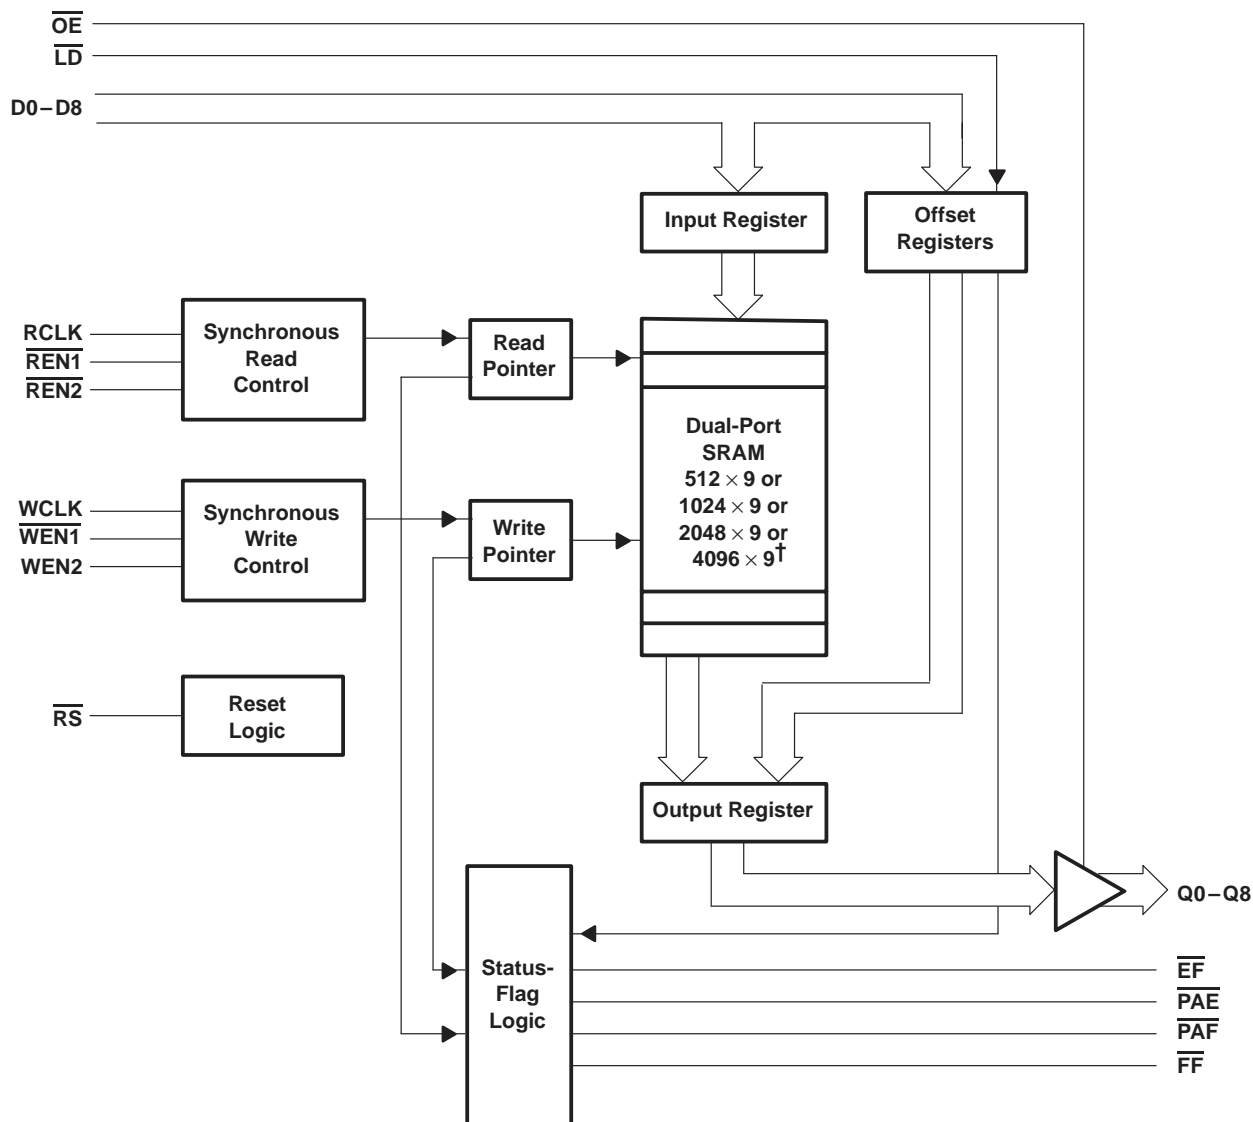 OE
LD
D0–D8
Input Register
Offset
Registers
RCLK
REN1
REN2
Synchronous
Read
Control
Read
Pointer
Dual-Port
SRAM
512 × 9 or
1024 × 9 or
2048 × 9 or
4096 × 9†
WCLK
WEN1
WEN2
Synchronous
Write
Control
Write
Pointer
RS
Reset
Logic
Output Register
Q0–Q8
Status-
Flag
Logic
EF
PAE
PAF
FF